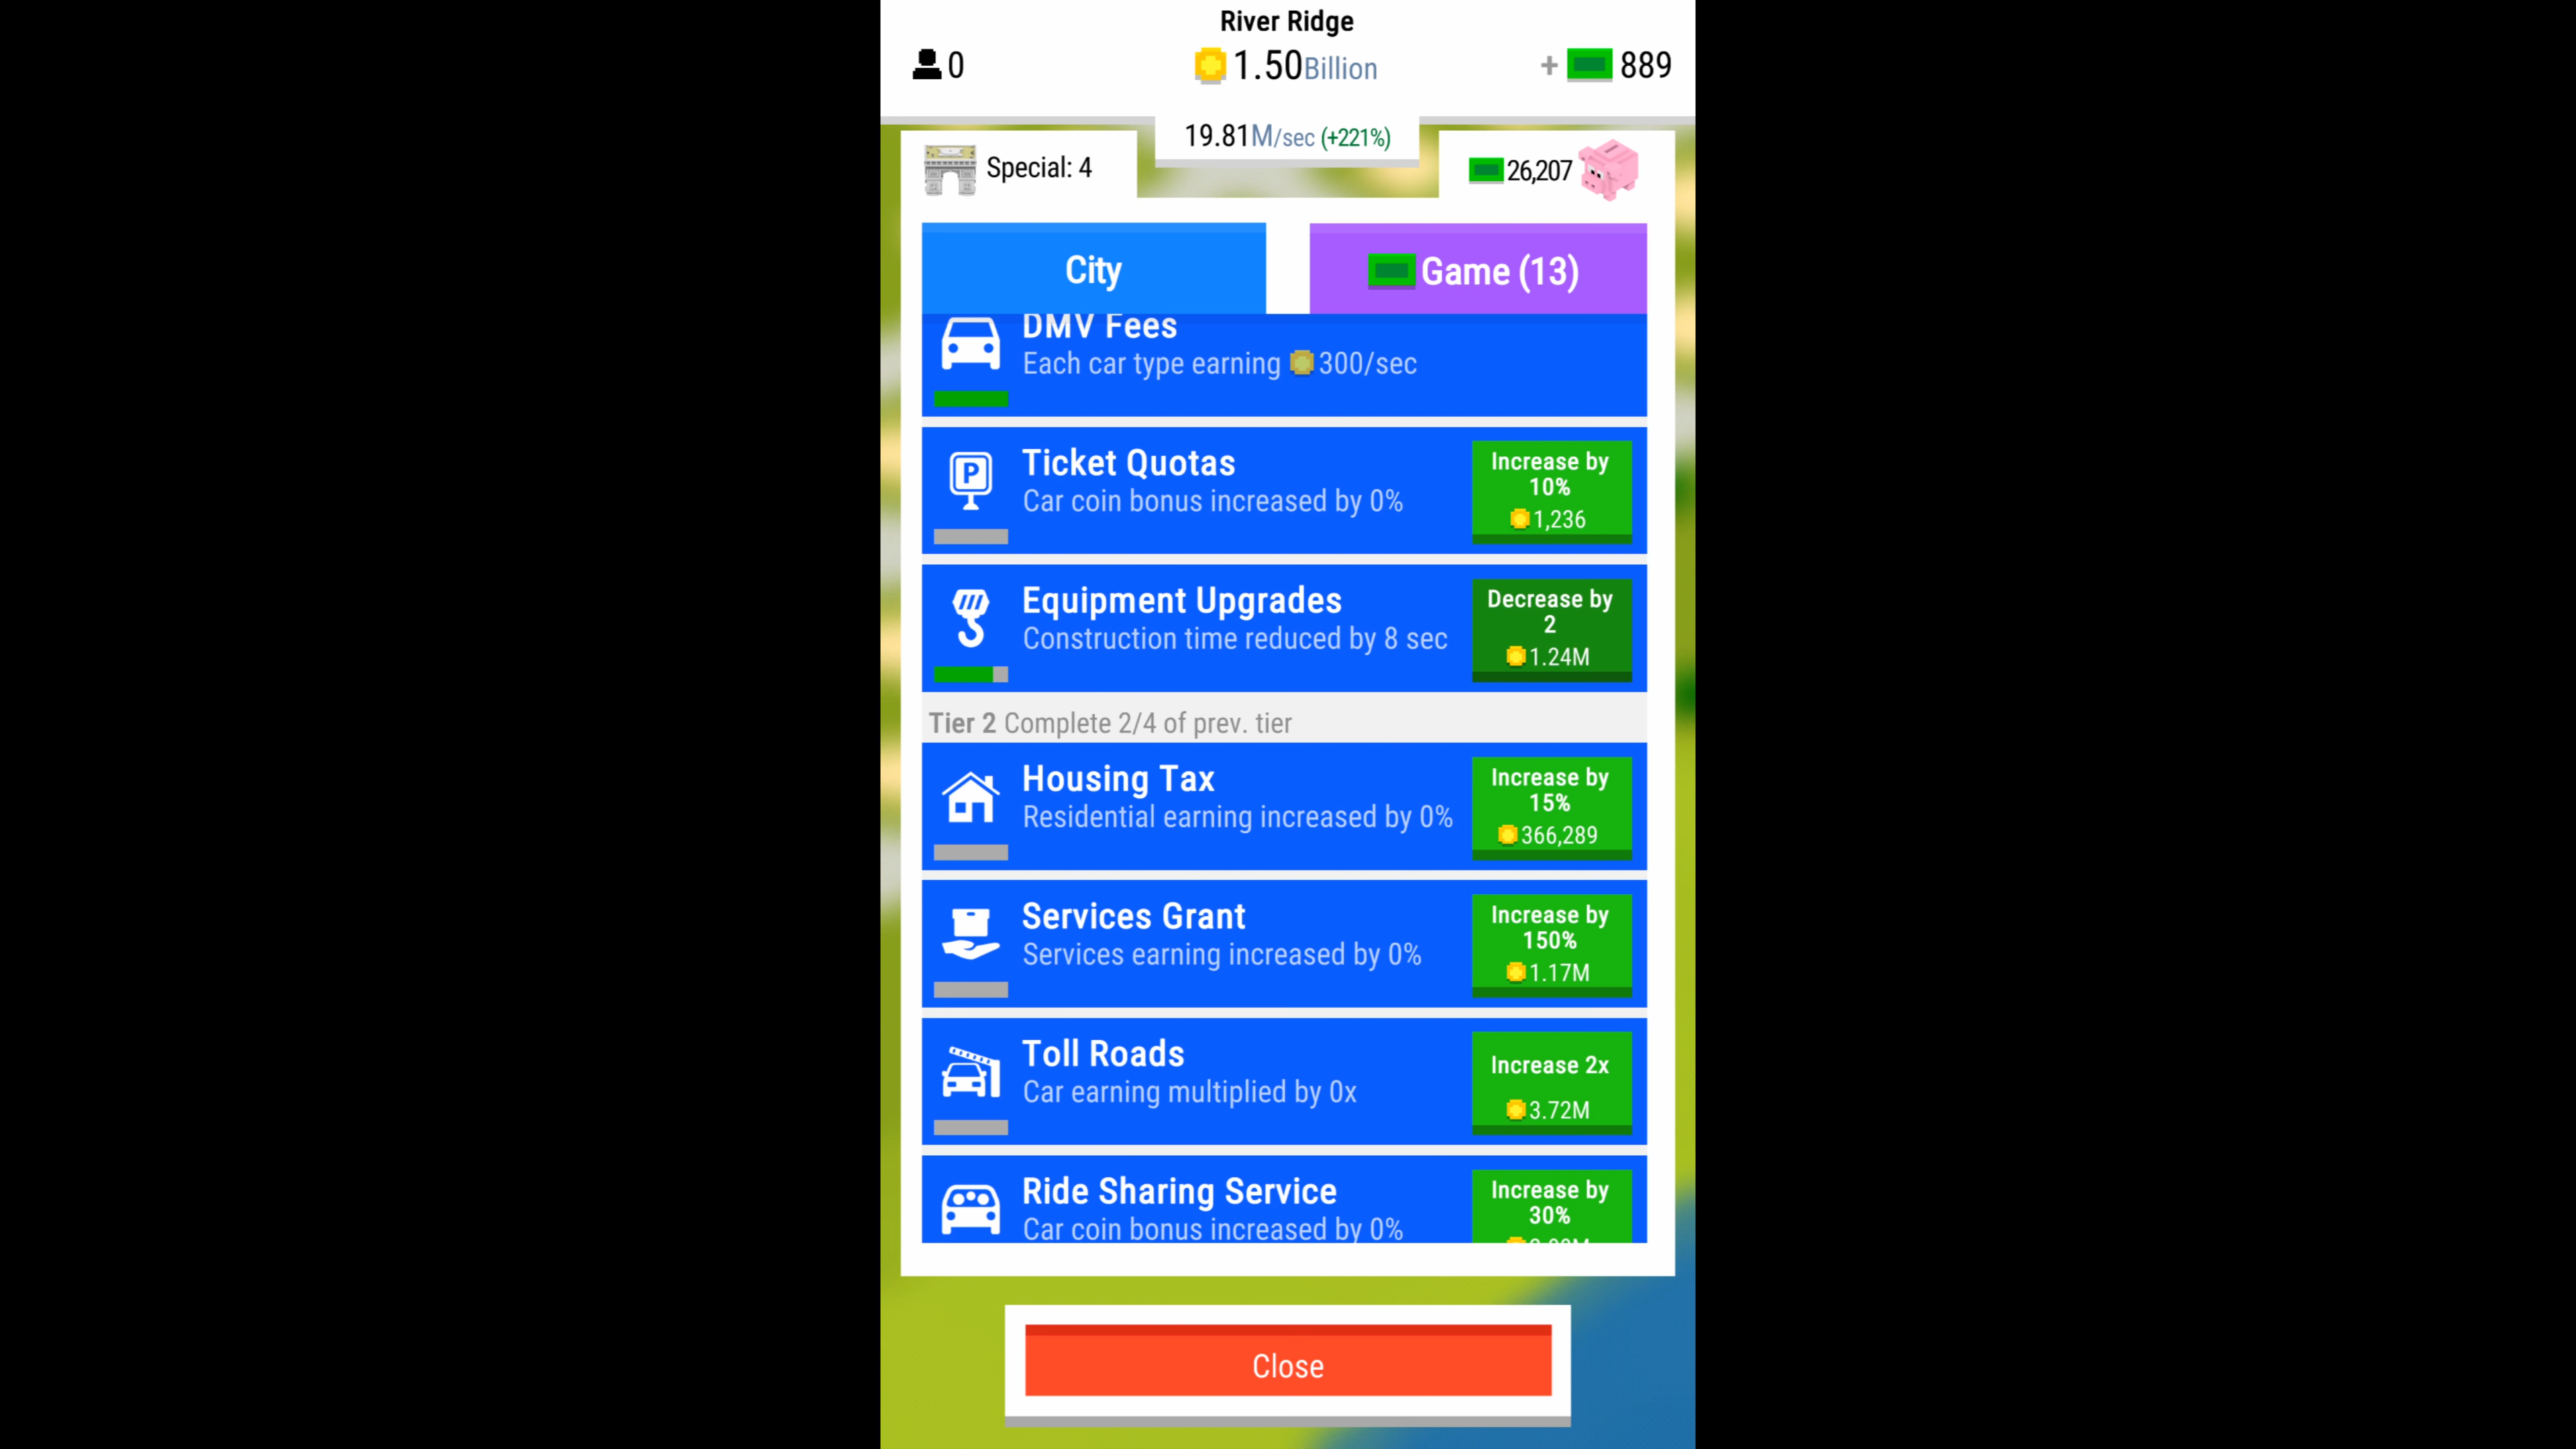 River Ridge
0
1.50Billion
+ 889
19.81M/sec (+221%)
Special: 4
26,207
City
Game (13)
DMV Fees
Each car type earning 300/sec
P
Ticket Quotas
Car coin bonus increased by 0%
Increase by
10%
1,236
Equipment Upgrades
Construction time reduced by 8 sec
Decrease by
2
1.24M
Tier 2 Complete 2/4 of prev. tier
Housing Tax
Residential earning increased by 0%
Increase by
15%
366,289
Services Grant
Services earning increased by 0%
Increase by
150%
1.17M
Toll Roads
Car earning multiplied by 0x
Increase 2x
3.72M
Ride Sharing Service
Car coin bonus increased by 0%
Increase by
30%
Close